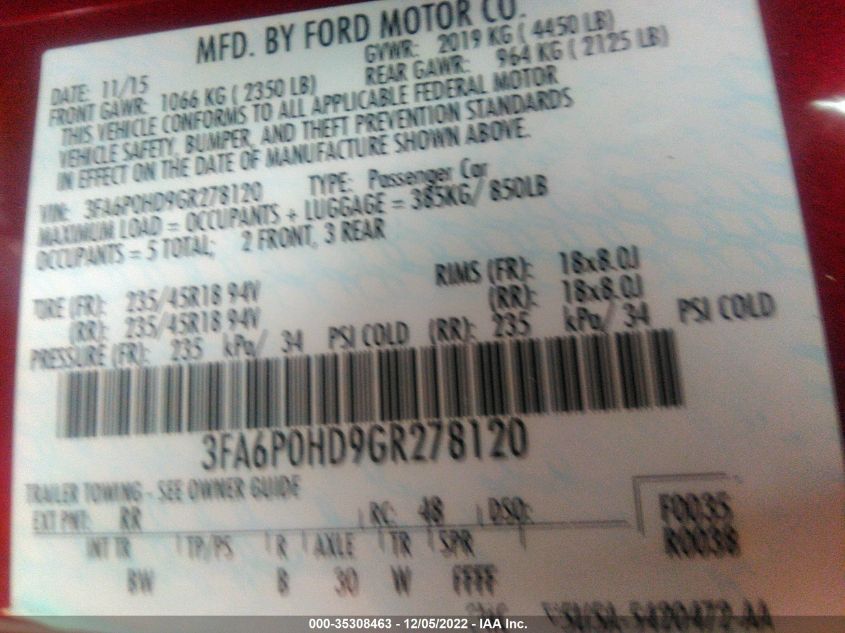 MFD. BY FORD MOTOR CO.
DATE: 11/15 GVWR: 2019 KG ( 4450 LB)
FRONT GAWR: 1066 KG ( 2350 LB) REAR GAWR: 964 KG ( 2125 LB)
THIS VEHICLE CONFORMS TO ALL APPLICABLE FEDERAL MOTOR
VEHICLE SAFETY, BUMPER, AND THEFT PREVENTION STANDARDS
IN EFFECT ON THE DATE OF MANUFACTURE SHOWN ABOVE.
VIN: 3FA6P0HD9GR278120 TYPE: Passenger Car
MAXIMUM LOAD = OCCUPANTS + LUGGAGE = 385KG/ 850LB
OCCUPANTS = 5 TOTAL; 2 FRONT, 3 REAR
TIRE (FR): 235/45R18 94V RIMS (FR): 18x8.0J
(RR): 235/45R18 94V (RR): 18x8.0J
PRESSURE (FR): 235 kPa/ 34 PSI COLD (RR): 235 kPa/ 34 PSI COLD
3FA6P0HD9GR278120
TRAILER TOWING - SEE OWNER GUIDE
EXT PNT: RR RC: 48 DSO: F0035
INT TR TP/PS R AXLE TR SPR R0038
BW B 30 W FFFF
000-35308463 - 12/05/2022 - IAA Inc.